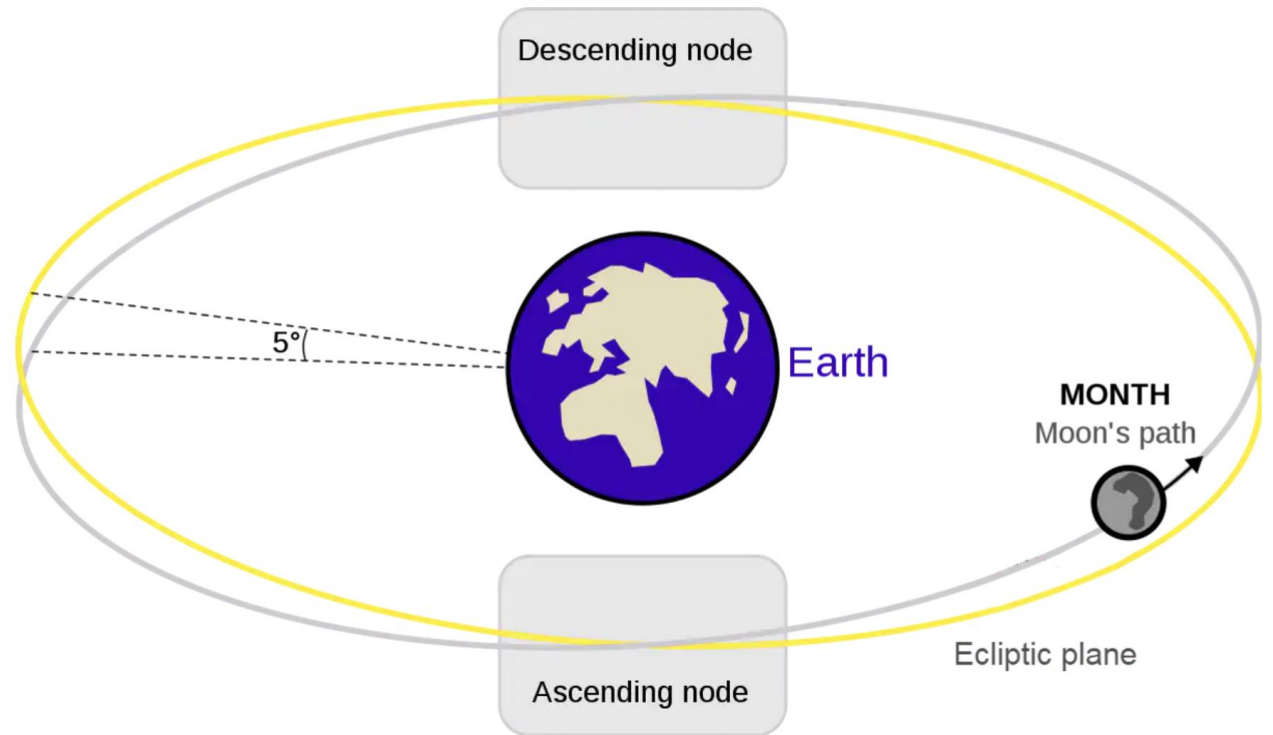 Descending node
5°
Earth
MONTH
Moon's path
Ecliptic plane
Ascending node